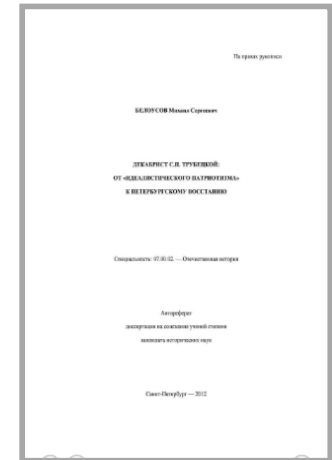 На правах рукописи
БЕЛОУСОВ Михаил Сергеевич
ДЕКАБРИСТ С.П. ТРУБЕЦКОЙ:
ОТ «ИДЕАЛИСТИЧЕСКОГО ПАТРИОТИЗМА»
К ПЕТЕРБУРГСКОМУ ВОССТАНИЮ
Специальность: 07.00.02. — Отечественная история
Автореферат
диссертации на соискание ученой степени
кандидата исторических наук
Санкт-Петербург — 2012